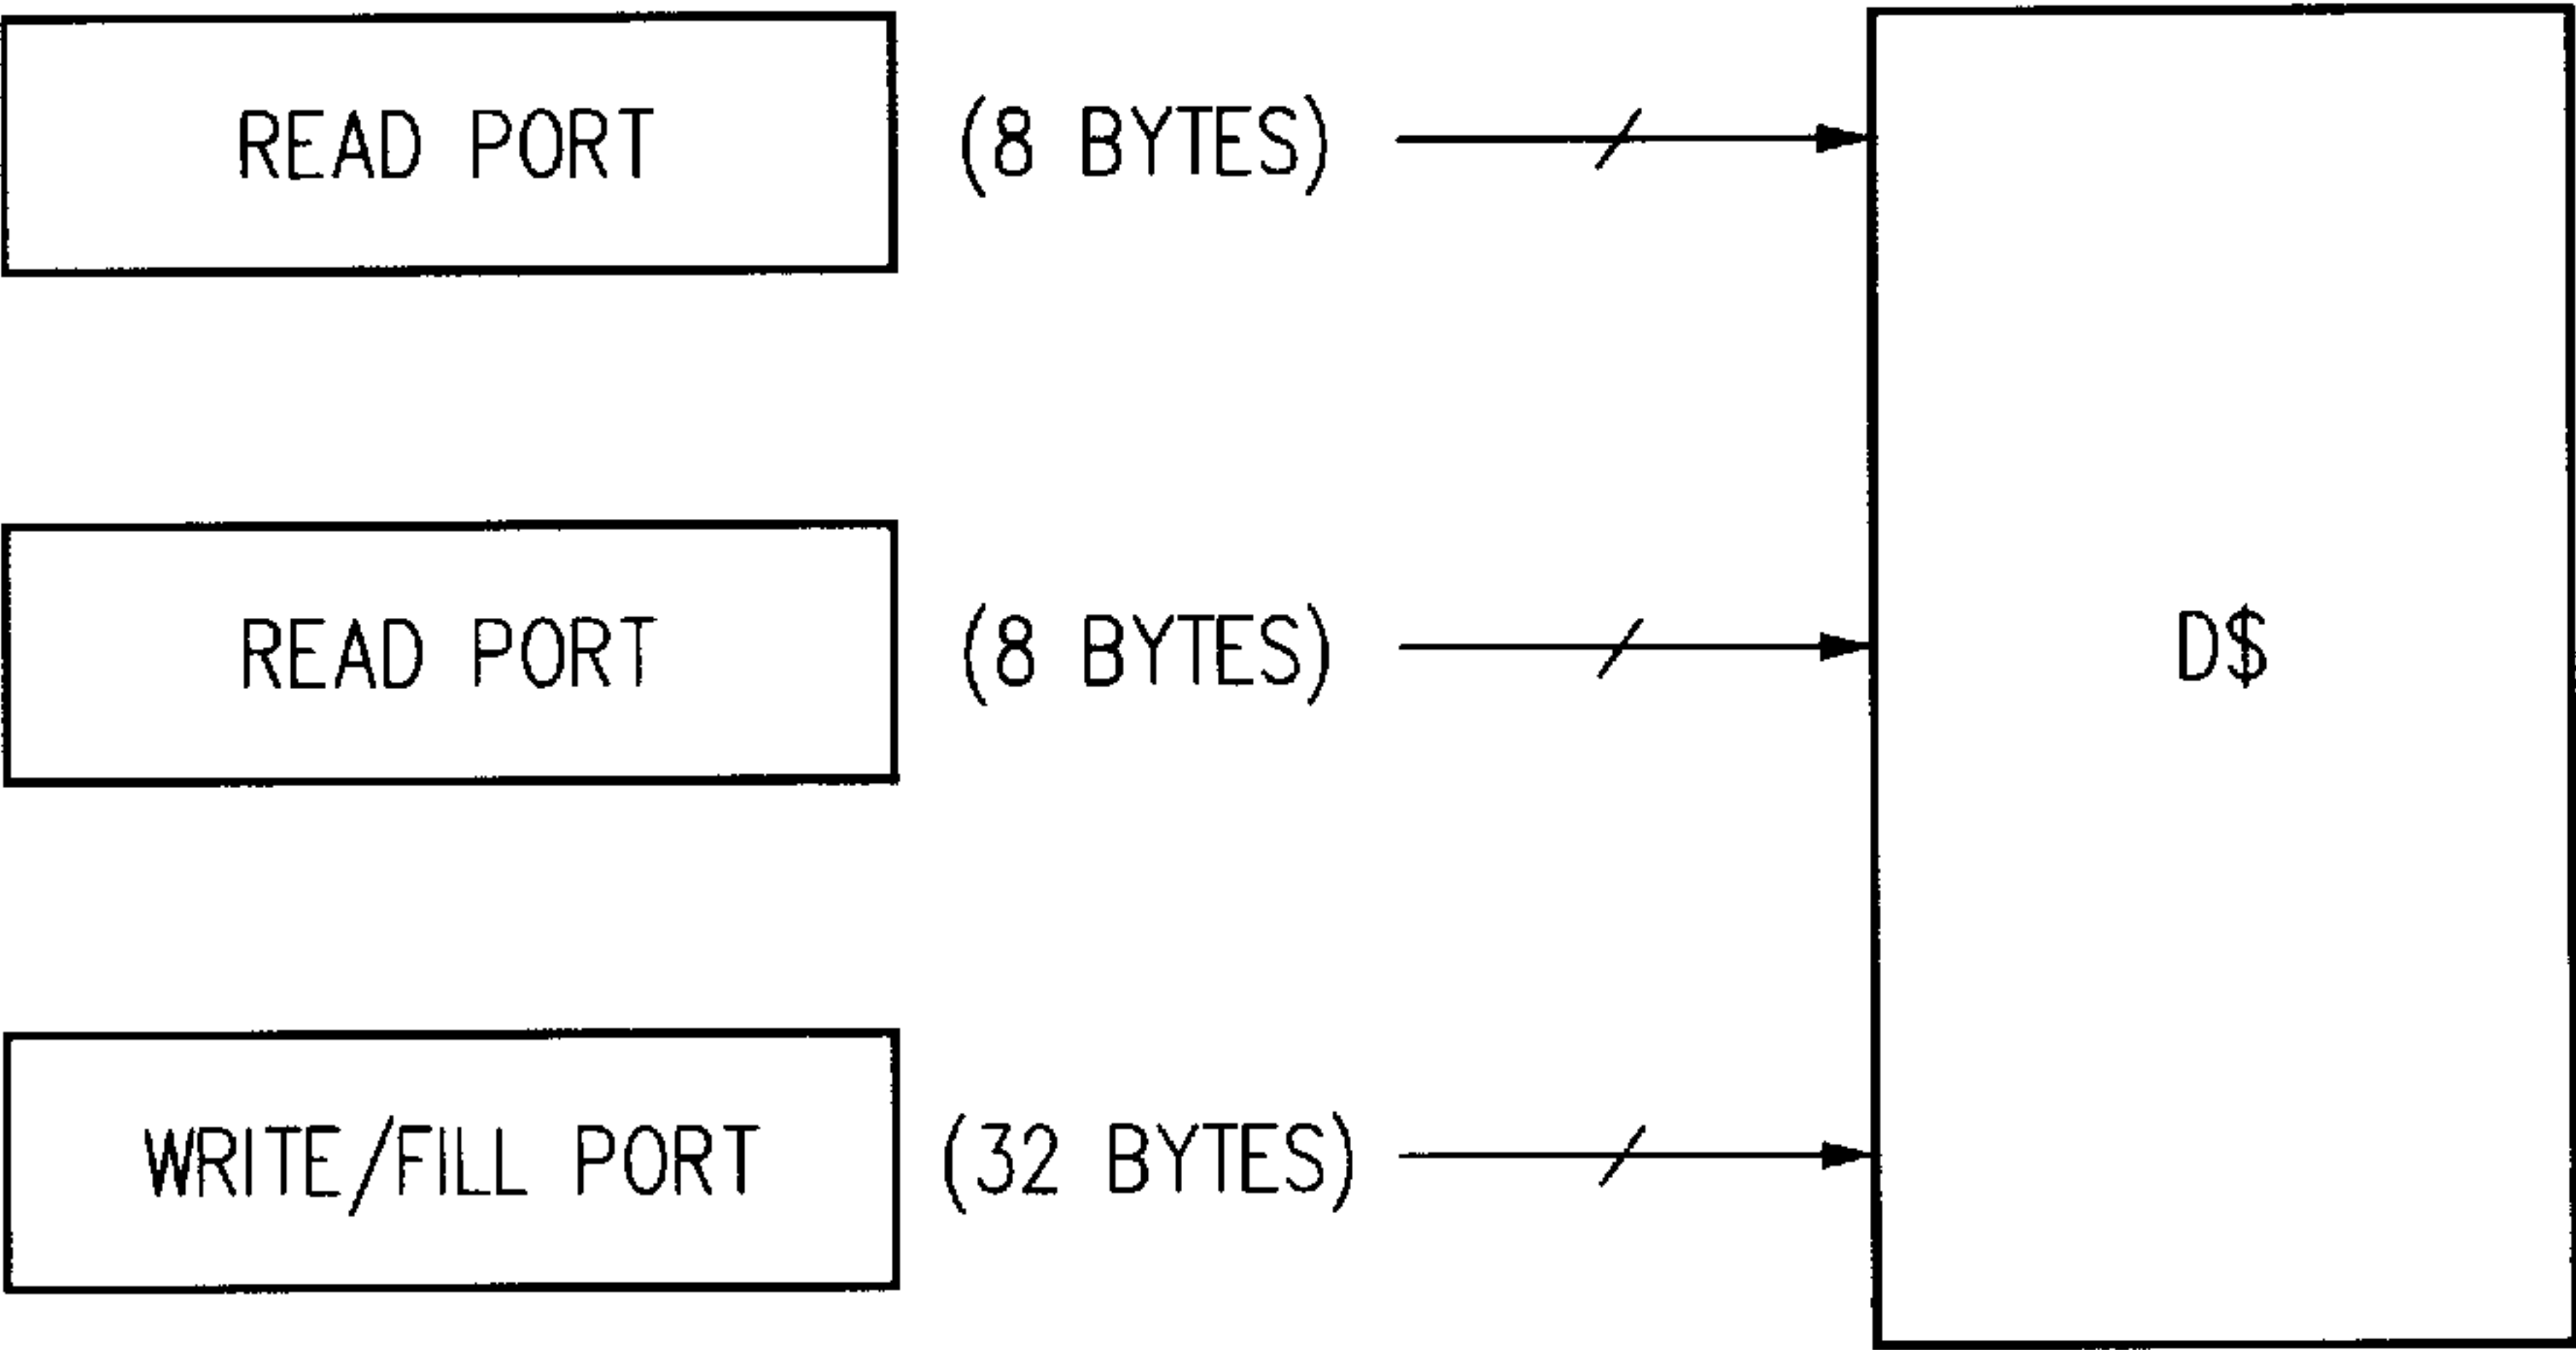 READ PORT (8 BYTES)
READ PORT (8 BYTES)
D$
WRITE/FILL PORT (32 BYTES)